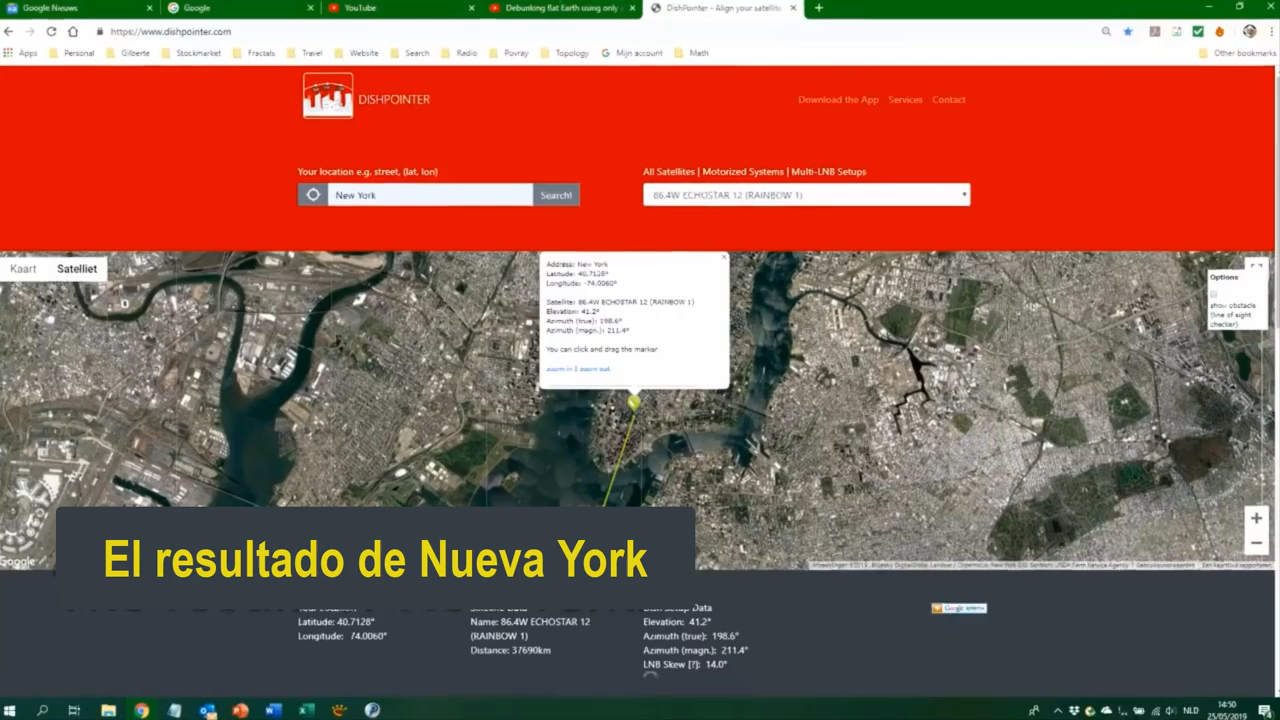 Google Nieuws
Google
YouTube
Debunking flat Earth using only
DishPointer - Align your satellite
https://www.dishpointer.com
Apps
Personal
Gilberte
Stockmarket
Fractals
Travel
Website
Search
Radio
Povray
Topology
Mijn account
Math
Other bookmarks
DISHPOINTER
Download the App
Services
Contact
Your location e.g. street, (lat, lon)
All Satellites | Motorized Systems | Multi-LNB Setups
New York
Search!
86.4W ECHOSTAR 12 (RAINBOW 1)
Kaart
Satelliet
Address: New York
Latitude: 40.7128°
Longitude: -74.0060°
Satellite: 86.4W ECHOSTAR 12 (RAINBOW 1)
Elevation: 41.2°
Azimuth (true): 198.6°
Azimuth (magn.): 211.4°
You can click and drag the marker
zoom in | zoom out
Options
show obstacle
(line of sight
checker)
Google
El resultado de Nueva York
Latitude: 40.7128°
Longitude: 74.0060°
Name: 86.4W ECHOSTAR 12
(RAINBOW 1)
Distance: 37690km
Dish Setup Data
Elevation: 41.2°
Azimuth (true): 198.6°
Azimuth (magn.): 211.4°
LNB Skew [?]: 14.0°
NLD
14:50
25/05/2019